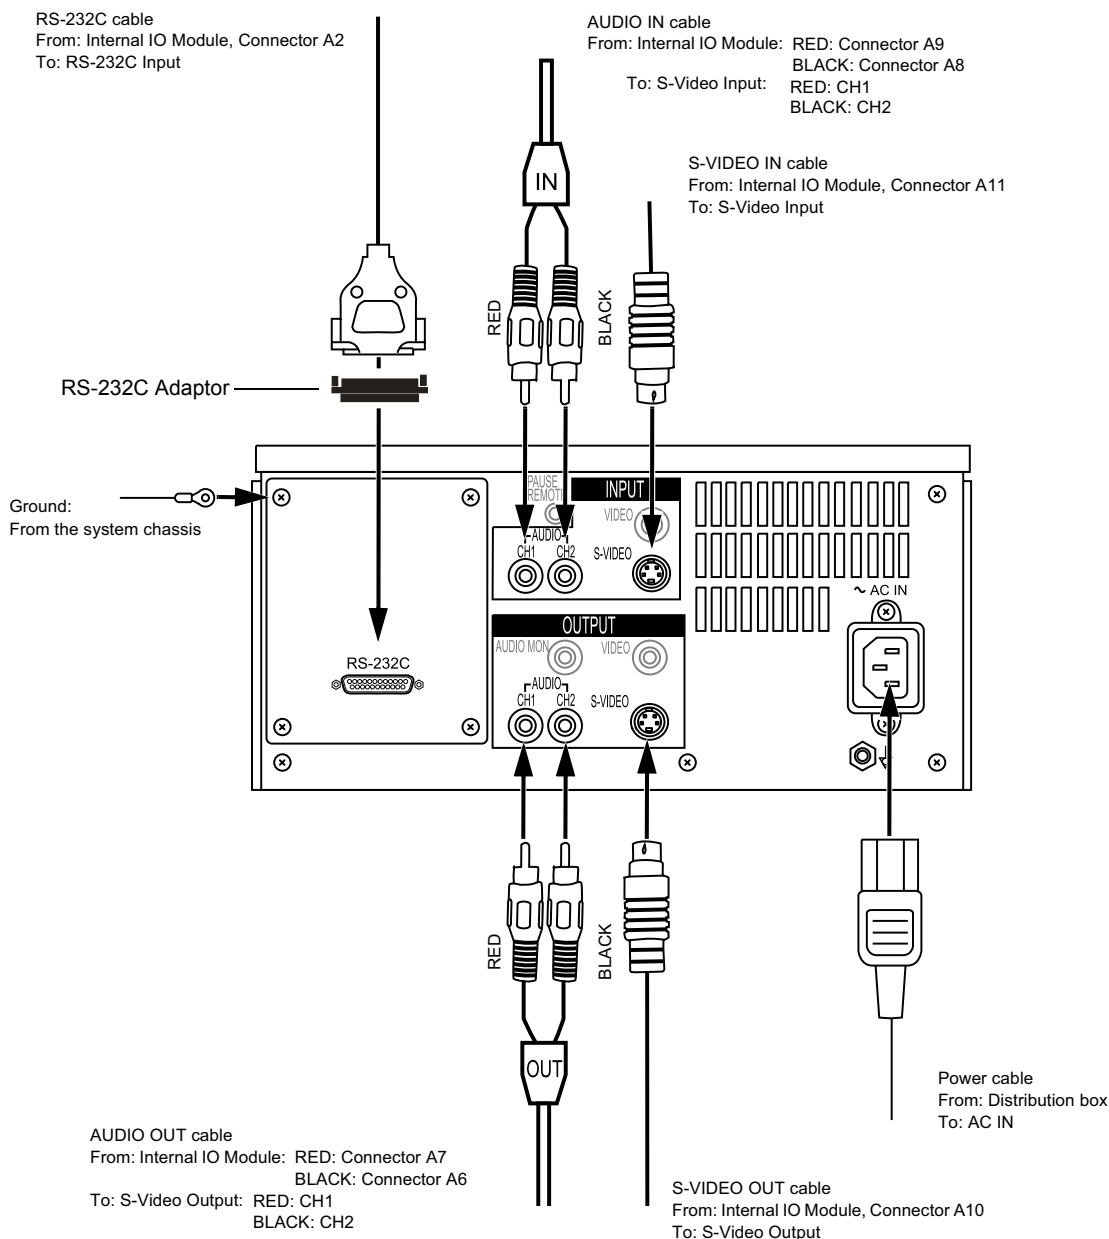 RS-232C cable
From: Internal IO Module, Connector A2
To: RS-232C Input
AUDIO IN cable
From: Internal IO Module: RED: Connector A9
BLACK: Connector A8
To: S-Video Input: RED: CH1
BLACK: CH2
S-VIDEO IN cable
From: Internal IO Module, Connector A11
To: S-Video Input
IN
RED
BLACK
RS-232C Adaptor
Ground:
From the system chassis
PAUSE
REMOTE
INPUT
VIDEO
AUDIO
CH1 CH2 S-VIDEO
~ AC IN
OUTPUT
AUDIO MON VIDEO
RS-232C
AUDIO
CH1 CH2 S-VIDEO
RED
BLACK
OUT
Power cable
From: Distribution box
To: AC IN
AUDIO OUT cable
From: Internal IO Module: RED: Connector A7
BLACK: Connector A6
To: S-Video Output: RED: CH1
BLACK: CH2
S-VIDEO OUT cable
From: Internal IO Module, Connector A10
To: S-Video Output